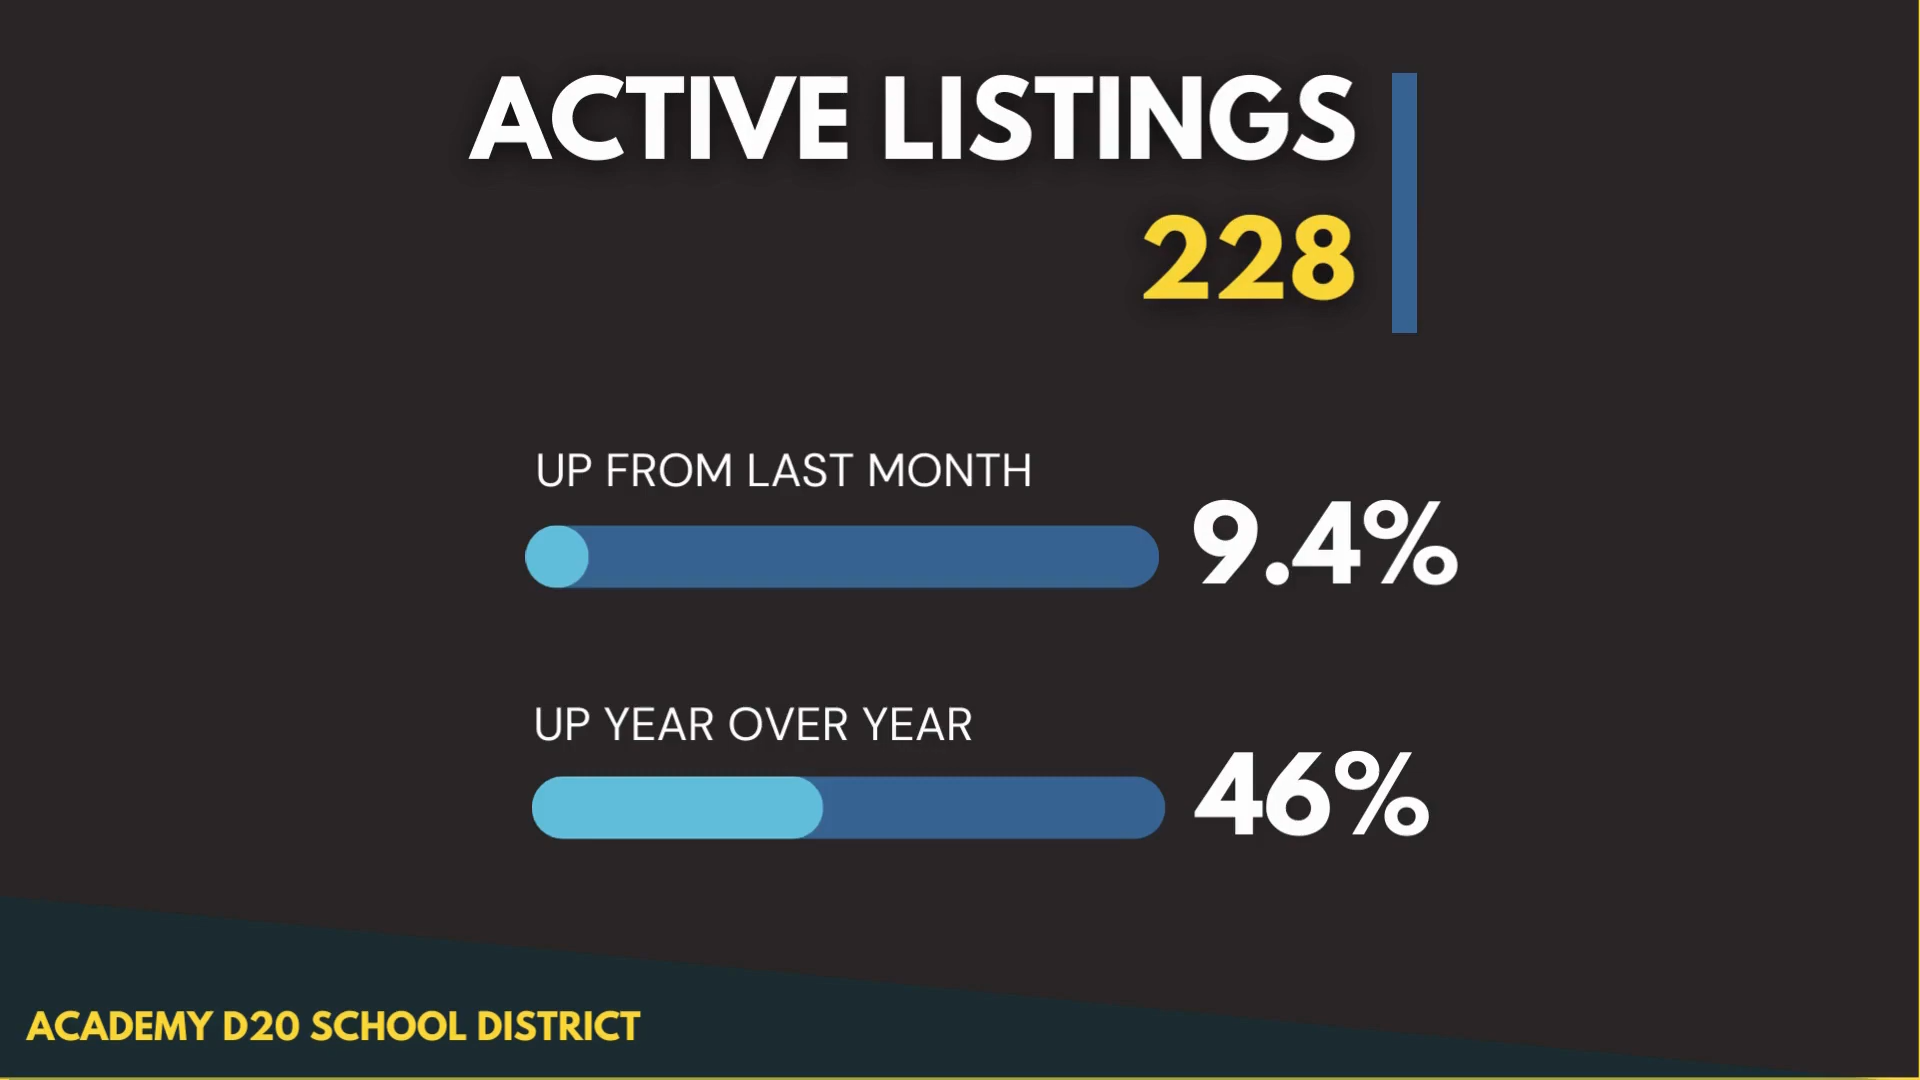 ACTIVE LISTINGS
228
UP FROM LAST MONTH
9.4%
UP YEAR OVER YEAR
46%
ACADEMY D20 SCHOOL DISTRICT